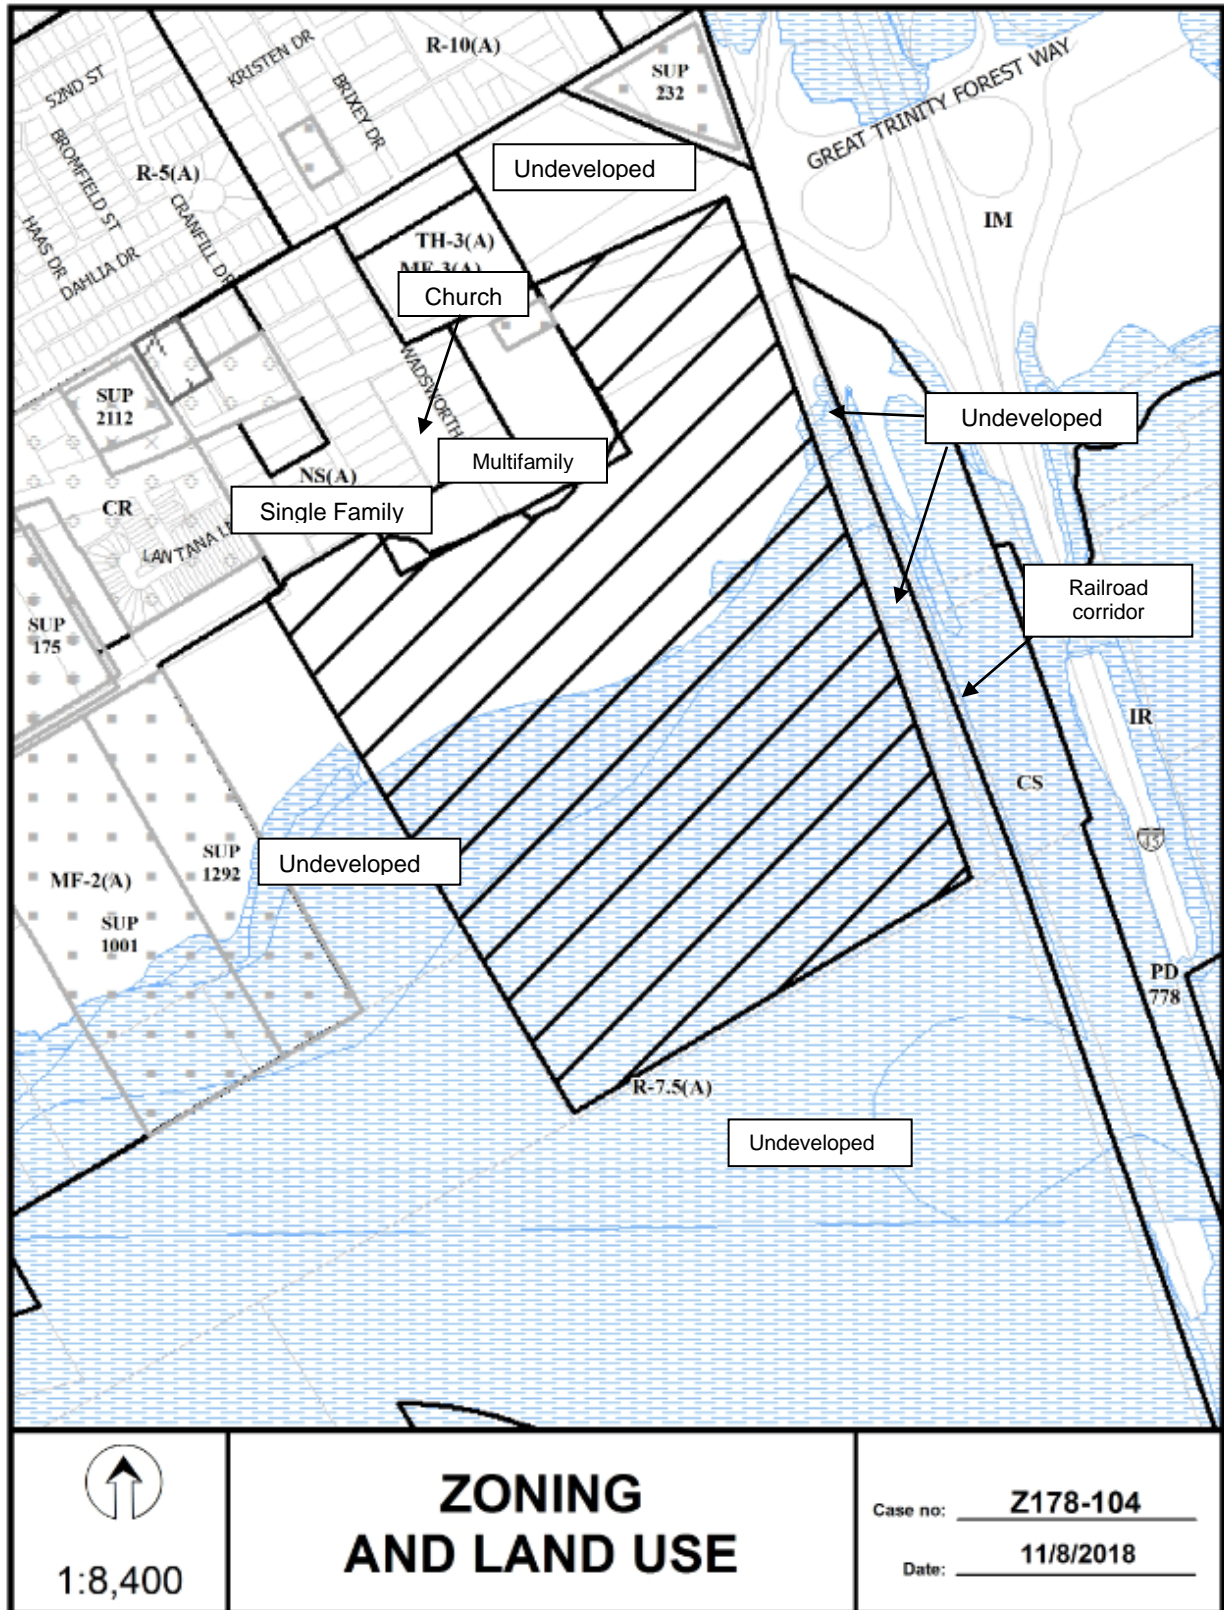 R-10(A)
KRISTEN DR
52ND ST
BRIXEY DR
SUP
232
GREAT TRINITY FOREST WAY
BROMFIELD ST
R-5(A)
CRANFILL DR
HAAS DR
DAHLIA DR
Undeveloped
IM
TH-3(A)
MF-3(A)
Church
WADSWORTH
SUP
2112
Undeveloped
Multifamily
NS(A)
Single Family
CR
LANTANA
Railroad
corridor
SUP
175
IR
CS
45
SUP
1292
Undeveloped
MF-2(A)
SUP
1001
PD
778
R-7.5(A)
Undeveloped
1:8,400
ZONING
AND LAND USE
Case no: Z178-104
Date: 11/8/2018